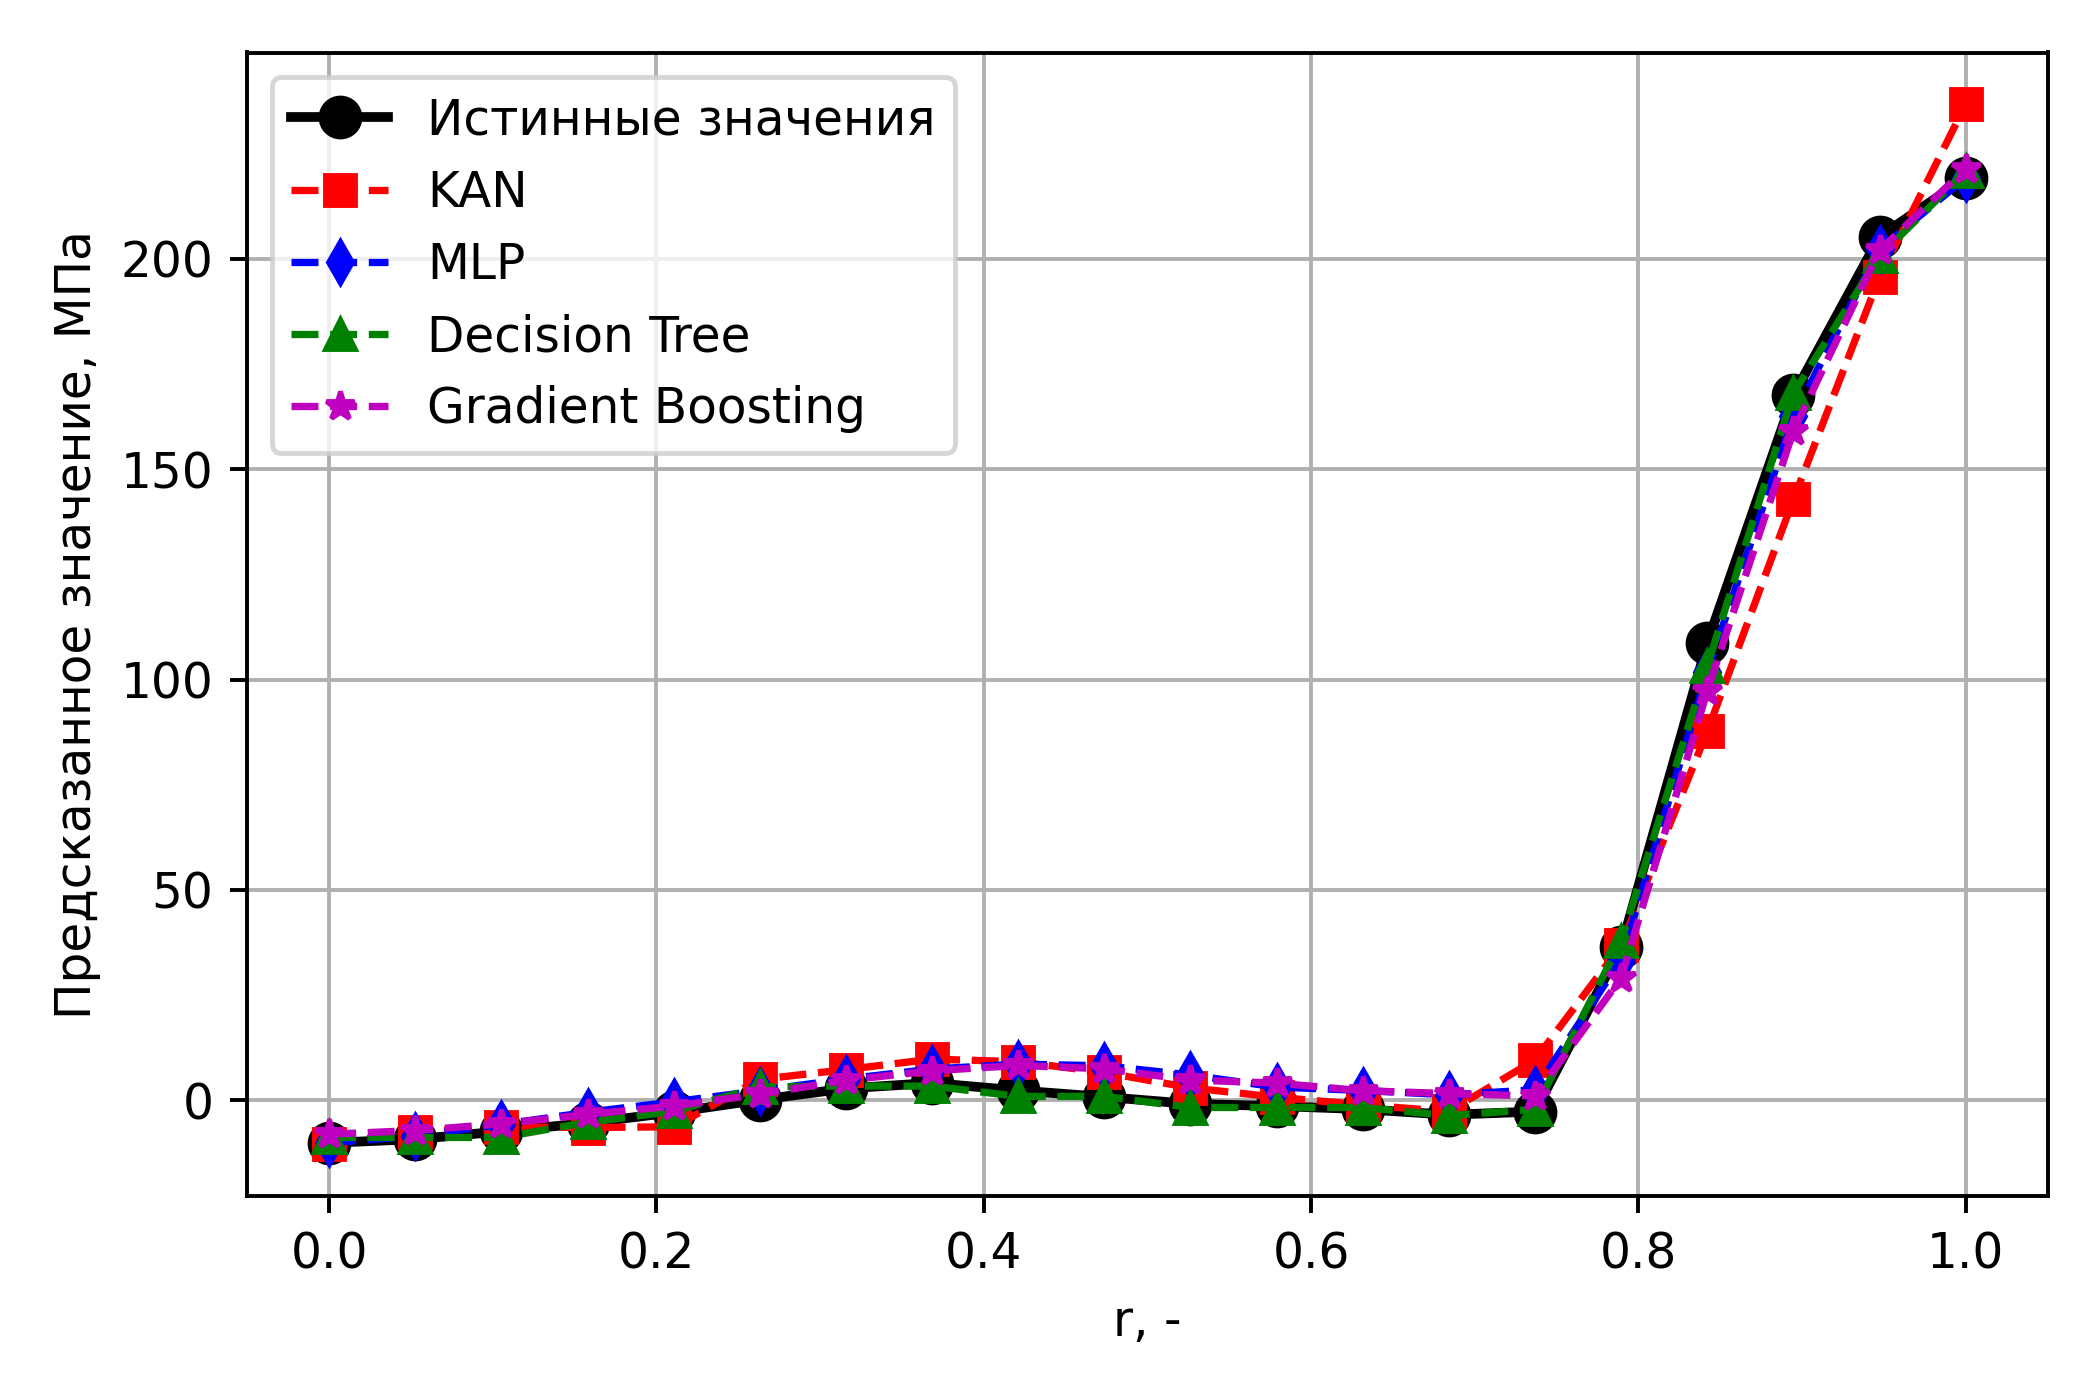 Истинные значения
KAN
MLP
Decision Tree
Gradient Boosting
Предсказанное значение, МПа
200
150
100
50
0
0.0 0.2 0.4 0.6 0.8 1.0
r, -